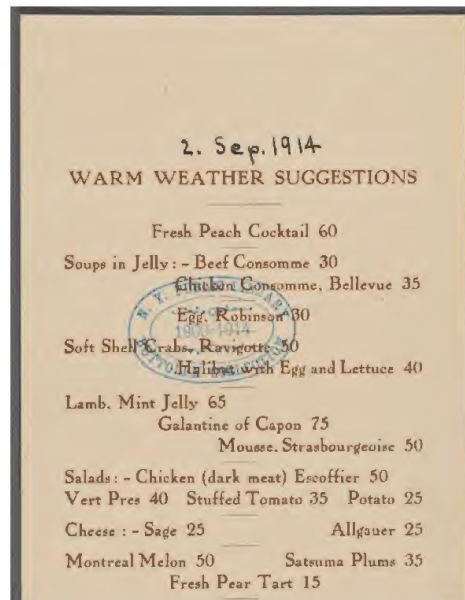 2. Sep. 1914
WARM WEATHER SUGGESTIONS
Fresh Peach Cocktail 60
Soups in Jelly : - Beef Consomme 30
Chicken Consomme, Bellevue 35
Egg, Robinson 30
Soft Shell Crabs, Ravigotte 50
Halibut with Egg and Lettuce 40
Lamb, Mint Jelly 65
Galantine of Capon 75
Mousse, Strasbourgeoise 50
Salads : - Chicken (dark meat) Escoffier 50
Vert Pres 40 Stuffed Tomato 35 Potato 25
Cheese : - Sage 25 Allgauer 25
Montreal Melon 50 Satsuma Plums 35
Fresh Pear Tart 15
N. Y.
1900-1914